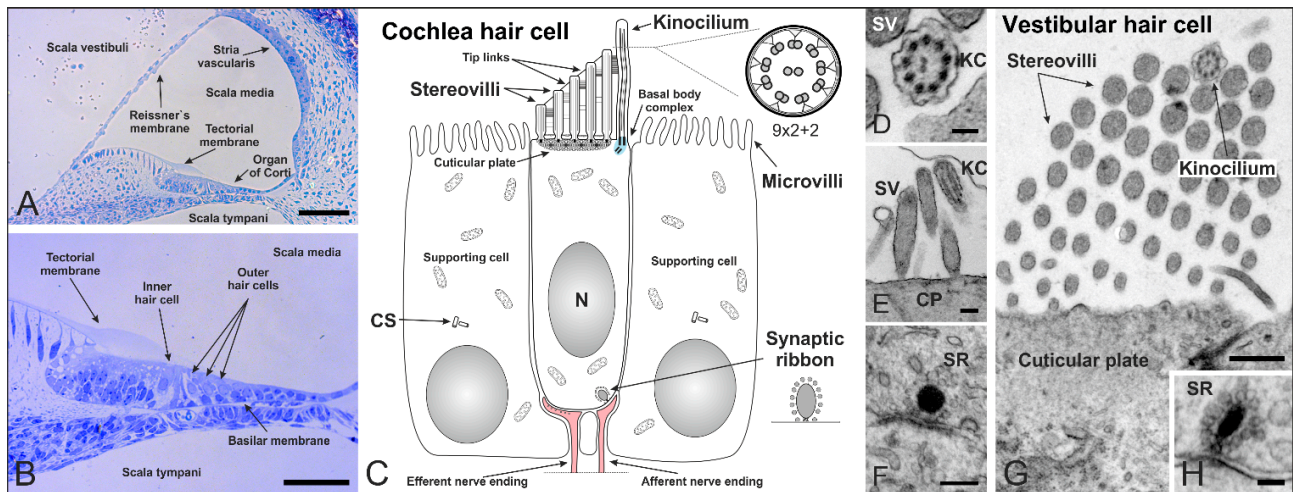 Scala vestibuli
Stria
vascularis
Scala media
Reissner`s
membrane
Tectorial
membrane
Organ
of Corti
Scala tympani
A
Scala media
Tectorial
membrane
Inner
hair cell
Outer
hair cells
Basilar membrane
Scala tympani
B
Cochlea hair cell
Kinocilium
Tip links
Stereovilli
Basal body
complex
9x2+2
Cuticular plate
Microvilli
Supporting cell
Supporting cell
N
CS
Synaptic
ribbon
C
Efferent nerve ending
Afferent nerve ending
SV
KC
D
KC
SV
CP
E
SR
F
Vestibular hair cell
Stereovilli
Kinocilium
Cuticular plate
G
SR
H